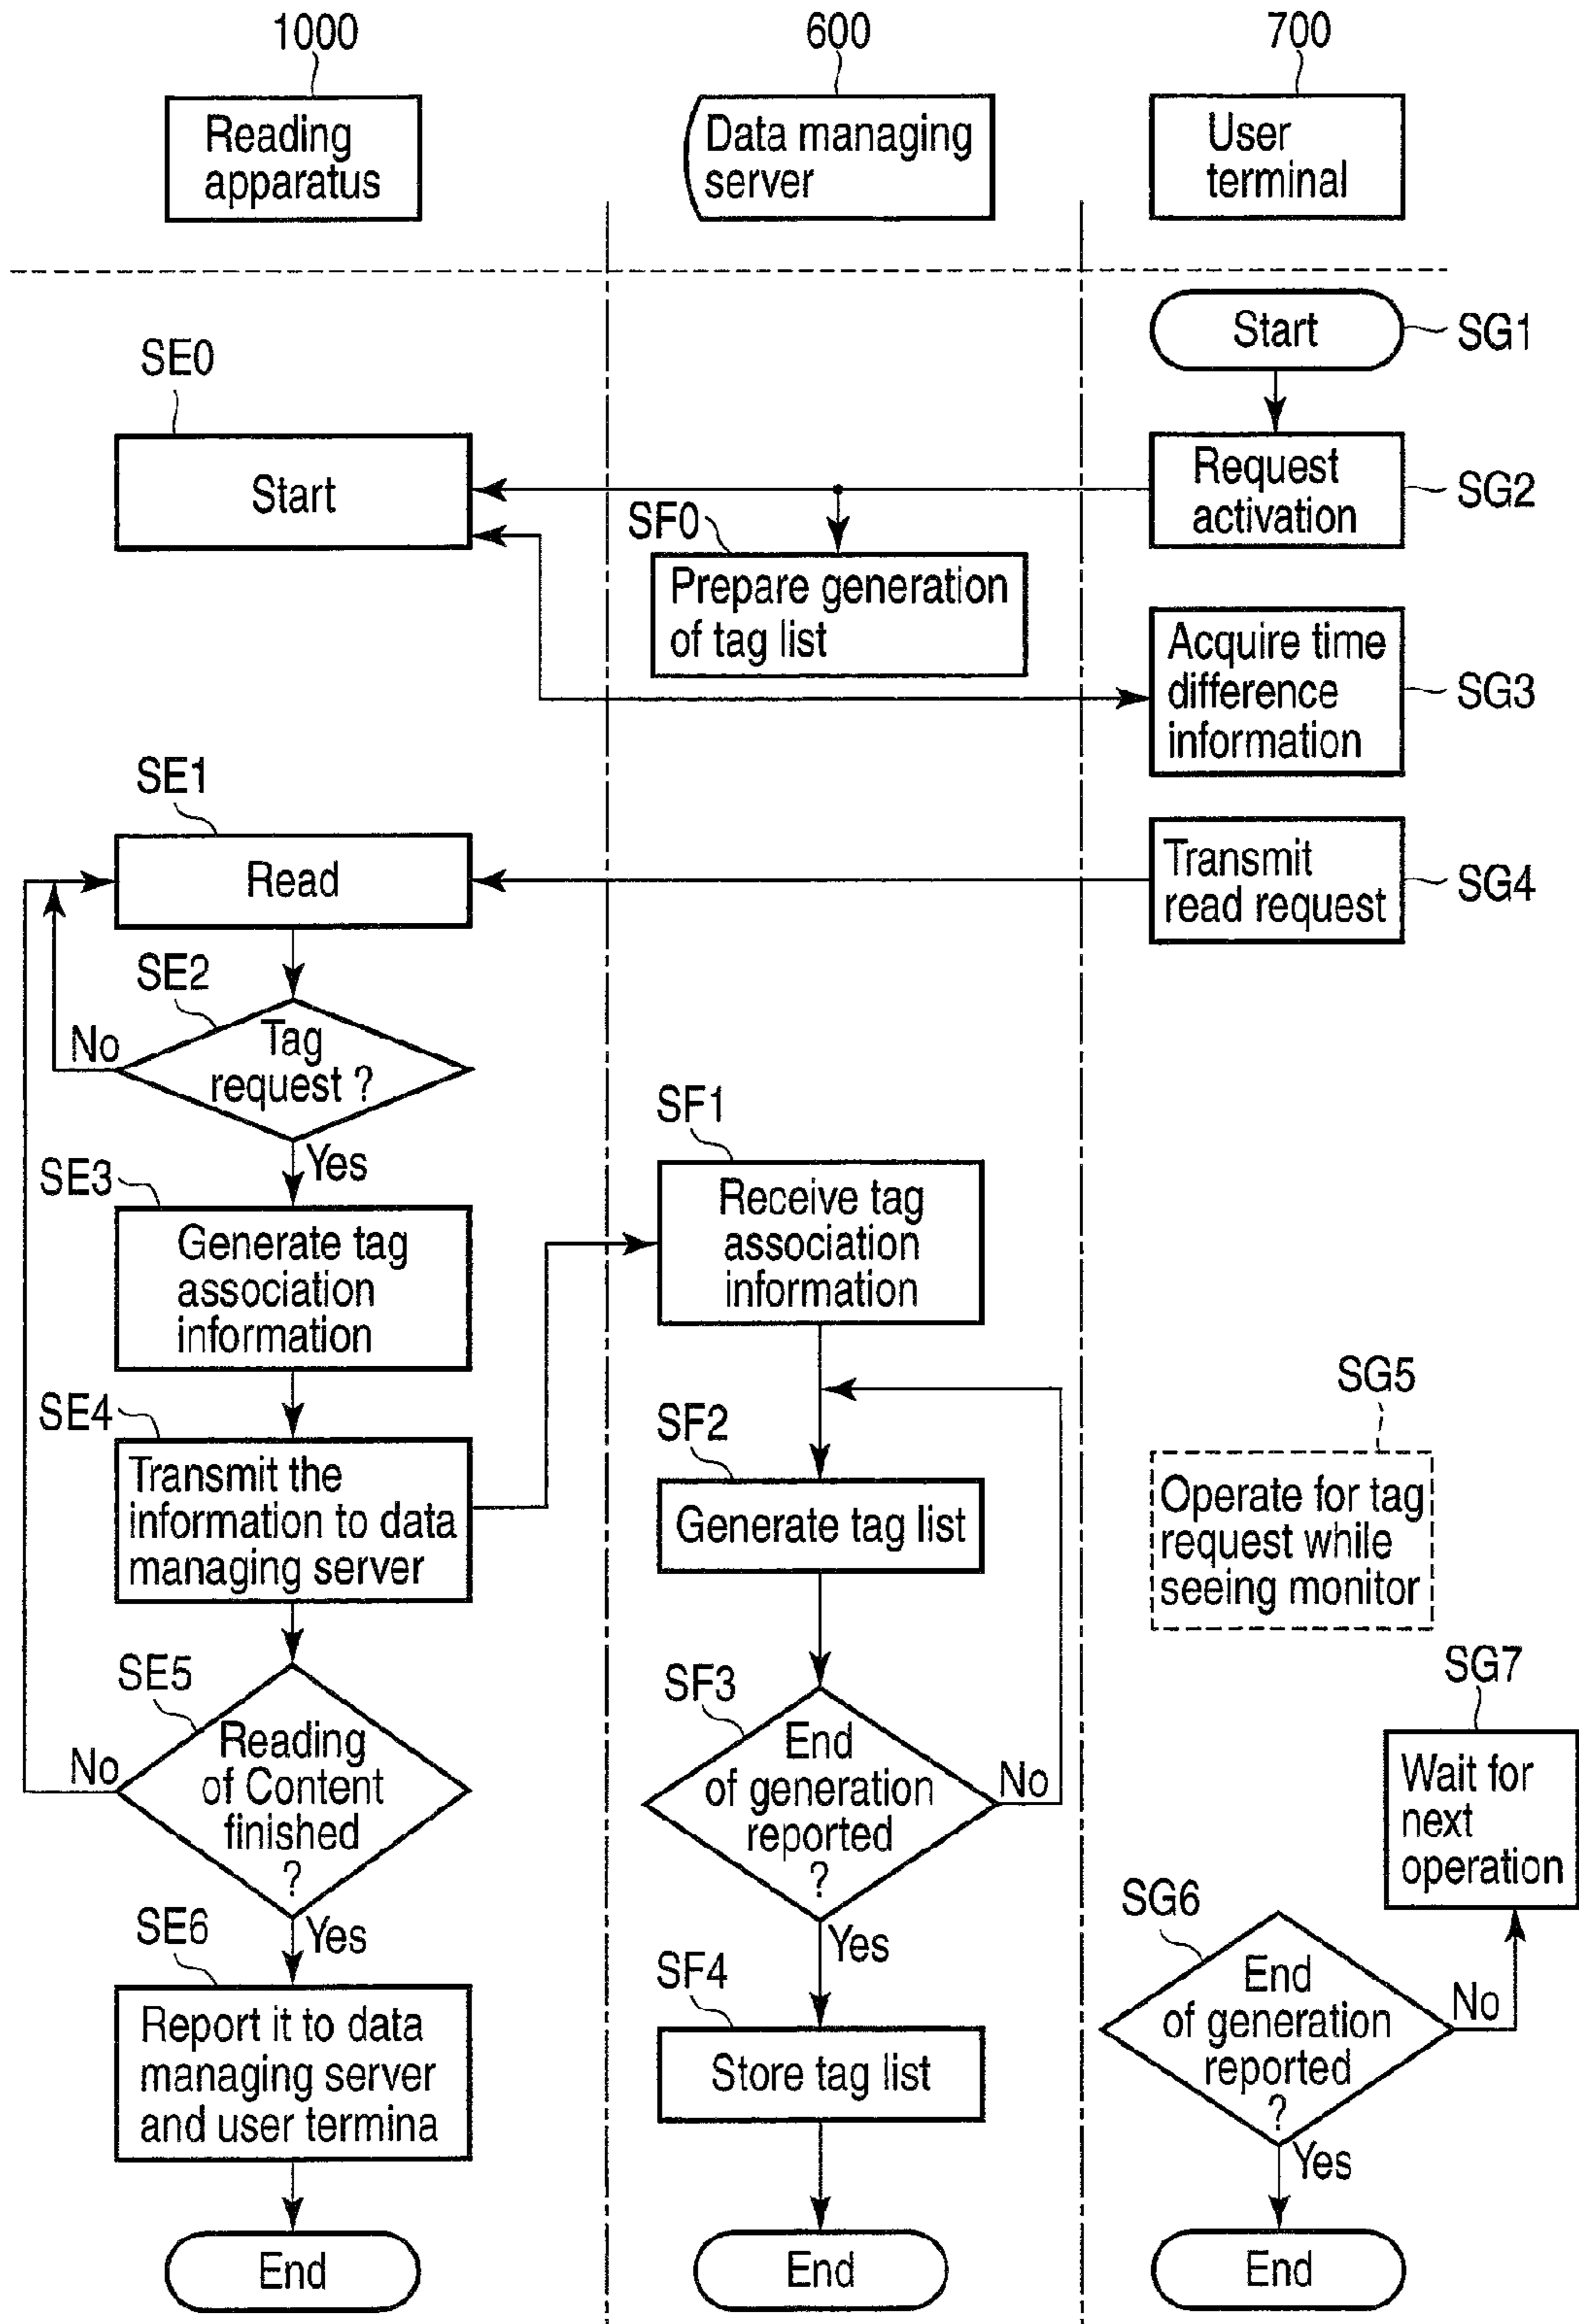 1000
600
700
Reading
apparatus
Data managing
server
User
terminal
Start
SG1
SE0
Start
Request
activation
SG2
SF0
Prepare generation
of tag list
Acquire time
difference
information
SG3
SE1
Read
Transmit
read request
SG4
SE2
Tag
request ?
No
Yes
SF1
Receive tag
association
information
SE3
Generate tag
association
information
SE4
Transmit the
information to data
managing server
SF2
Generate tag list
SG5
Operate for tag
request while
seeing monitor
SE5
Reading
of Content
finished
?
No
Yes
SF3
End
of generation
reported
?
No
Yes
SG7
Wait for
next
operation
SG6
End
of generation
reported
?
No
Yes
SE6
Report it to data
managing server
and user termina
SF4
Store tag list
End
End
End